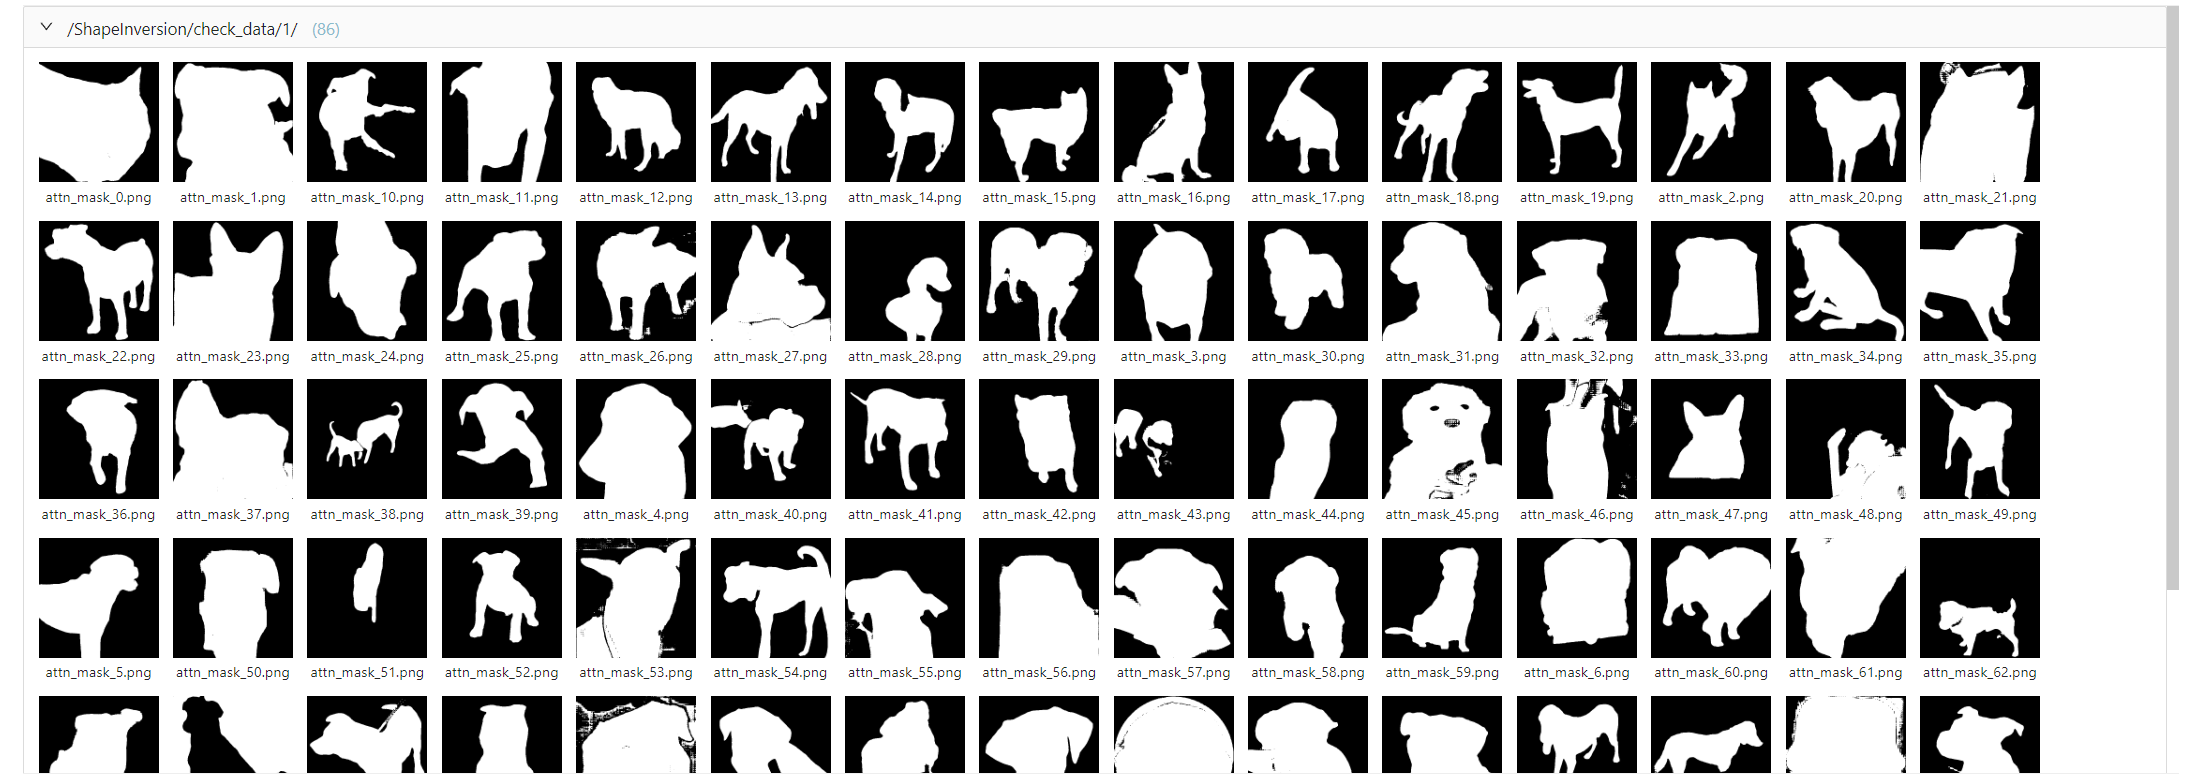 /ShapeInversion/check_data/1/ (86)
attn_mask_0.png attn_mask_1.png attn_mask_10.png attn_mask_11.png attn_mask_12.png attn_mask_13.png attn_mask_14.png attn_mask_15.png attn_mask_16.png attn_mask_17.png attn_mask_18.png attn_mask_19.png attn_mask_2.png attn_mask_20.png attn_mask_21.png
attn_mask_22.png attn_mask_23.png attn_mask_24.png attn_mask_25.png attn_mask_26.png attn_mask_27.png attn_mask_28.png attn_mask_29.png attn_mask_3.png attn_mask_30.png attn_mask_31.png attn_mask_32.png attn_mask_33.png attn_mask_34.png attn_mask_35.png
attn_mask_36.png attn_mask_37.png attn_mask_38.png attn_mask_39.png attn_mask_4.png attn_mask_40.png attn_mask_41.png attn_mask_42.png attn_mask_43.png attn_mask_44.png attn_mask_45.png attn_mask_46.png attn_mask_47.png attn_mask_48.png attn_mask_49.png
attn_mask_5.png attn_mask_50.png attn_mask_51.png attn_mask_52.png attn_mask_53.png attn_mask_54.png attn_mask_55.png attn_mask_56.png attn_mask_57.png attn_mask_58.png attn_mask_59.png attn_mask_6.png attn_mask_60.png attn_mask_61.png attn_mask_62.png